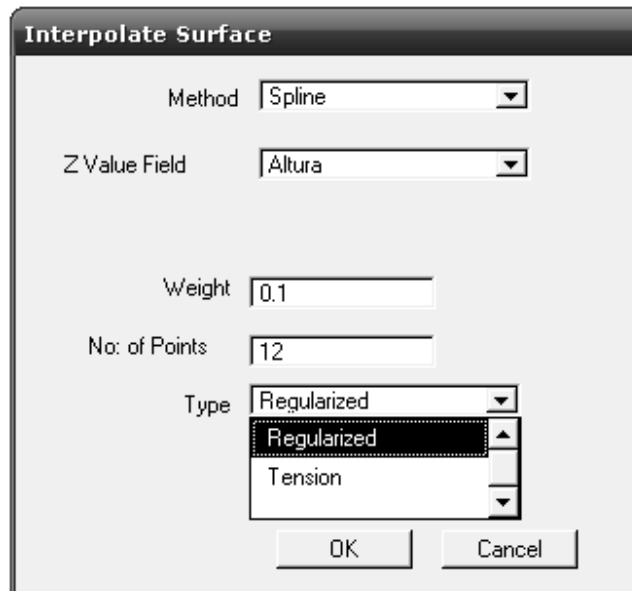 Interpolate Surface
Method Spline
Z Value Field Altura
Weight 0.1
No: of Points 12
Type Regularized
Regularized
Tension
OK Cancel